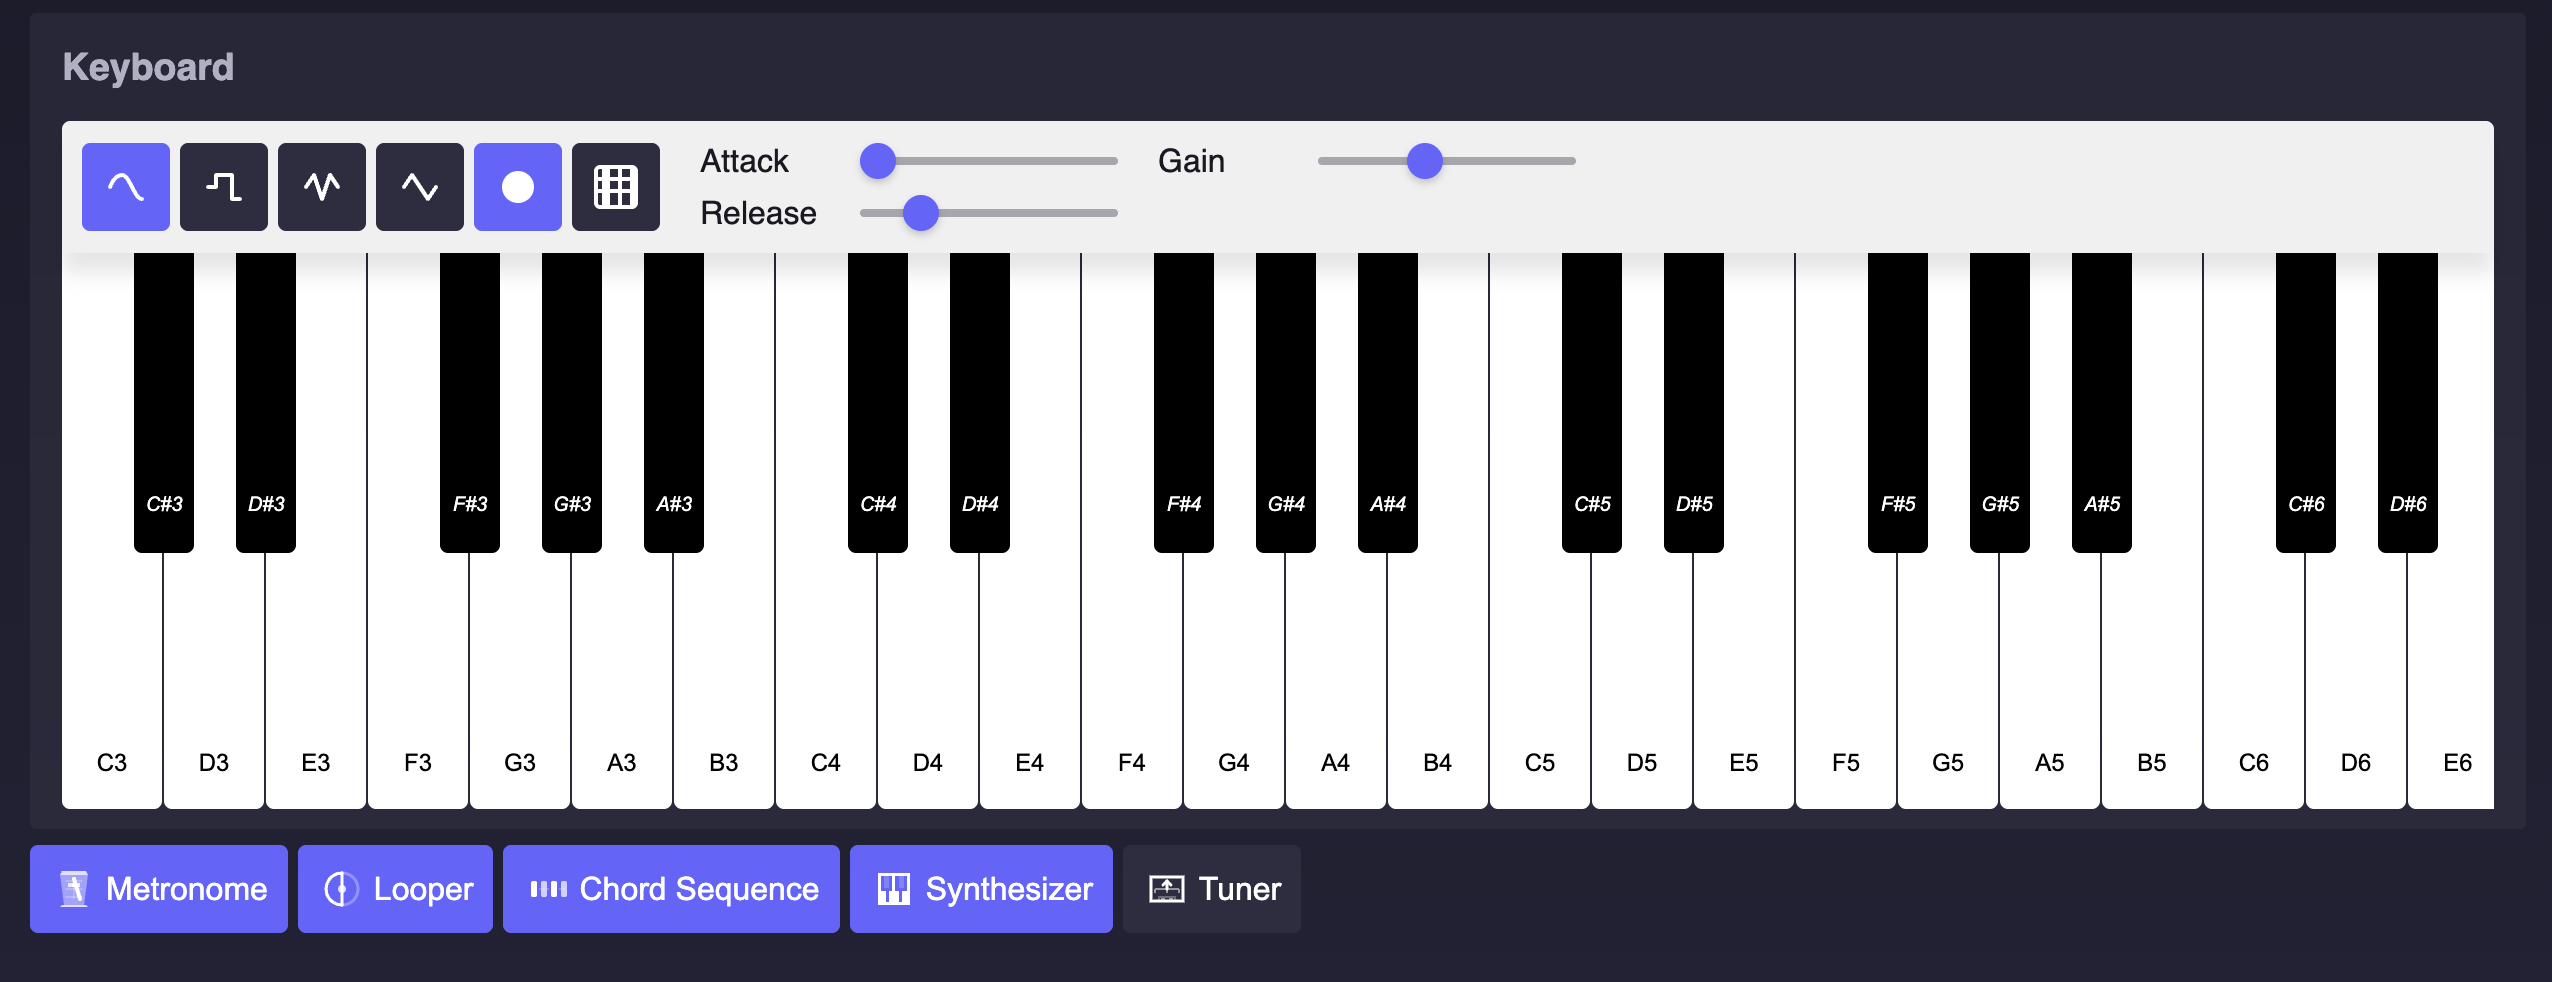 Keyboard
Attack
Gain
Release
C#3 D#3 F#3 G#3 A#3 C#4 D#4 F#4 G#4 A#4 C#5 D#5 F#5 G#5 A#5 C#6 D#6
C3 D3 E3 F3 G3 A3 B3 C4 D4 E4 F4 G4 A4 B4 C5 D5 E5 F5 G5 A5 B5 C6 D6 E6
Metronome Looper Chord Sequence Synthesizer Tuner